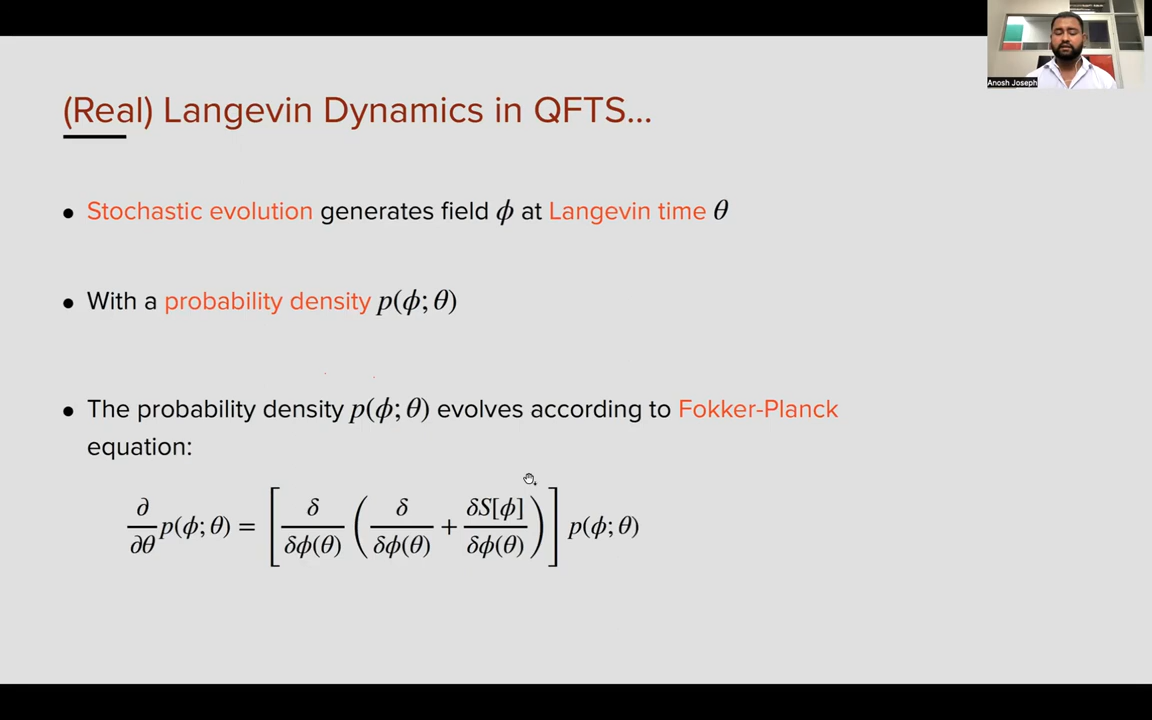 Anosh Joseph
(Real) Langevin Dynamics in QFTS...
• Stochastic evolution generates field ϕ at Langevin time θ
• With a probability density p(ϕ; θ)
• The probability density p(ϕ; θ) evolves according to Fokker-Planck
equation:
∂/∂θ p(ϕ; θ) = [ δ/δϕ(θ) ( δ/δϕ(θ) + δS[ϕ]/δϕ(θ) ) ] p(ϕ; θ)